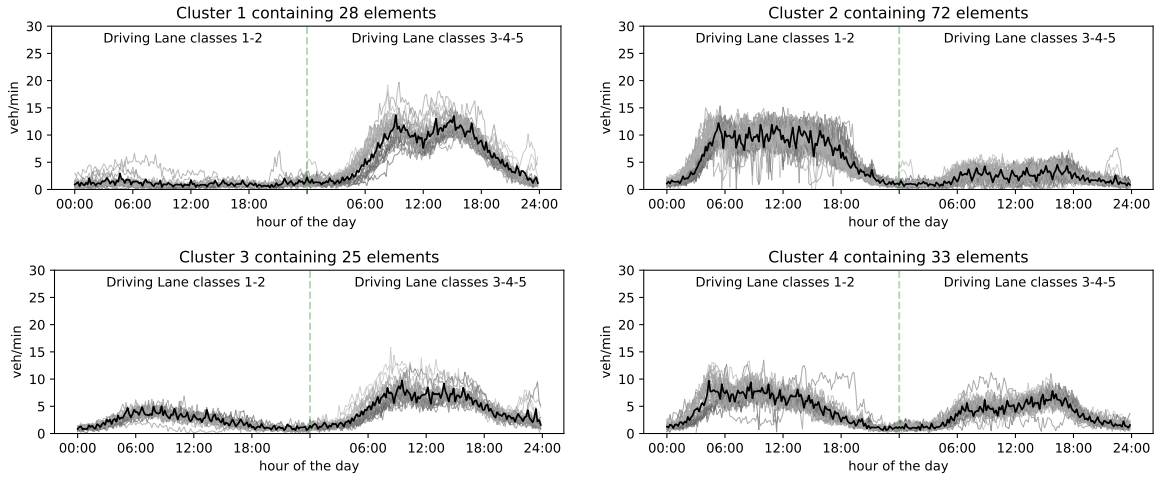 Cluster 1 containing 28 elements
Driving Lane classes 1-2 Driving Lane classes 3-4-5
30
25
20
15
10
5
0
veh/min
00:00 06:00 12:00 18:00 06:00 12:00 18:00 24:00
hour of the day
Cluster 2 containing 72 elements
Driving Lane classes 1-2 Driving Lane classes 3-4-5
30
25
20
15
10
5
0
veh/min
00:00 06:00 12:00 18:00 06:00 12:00 18:00 24:00
hour of the day
Cluster 3 containing 25 elements
Driving Lane classes 1-2 Driving Lane classes 3-4-5
30
25
20
15
10
5
0
veh/min
00:00 06:00 12:00 18:00 06:00 12:00 18:00 24:00
hour of the day
Cluster 4 containing 33 elements
Driving Lane classes 1-2 Driving Lane classes 3-4-5
30
25
20
15
10
5
0
veh/min
00:00 06:00 12:00 18:00 06:00 12:00 18:00 24:00
hour of the day